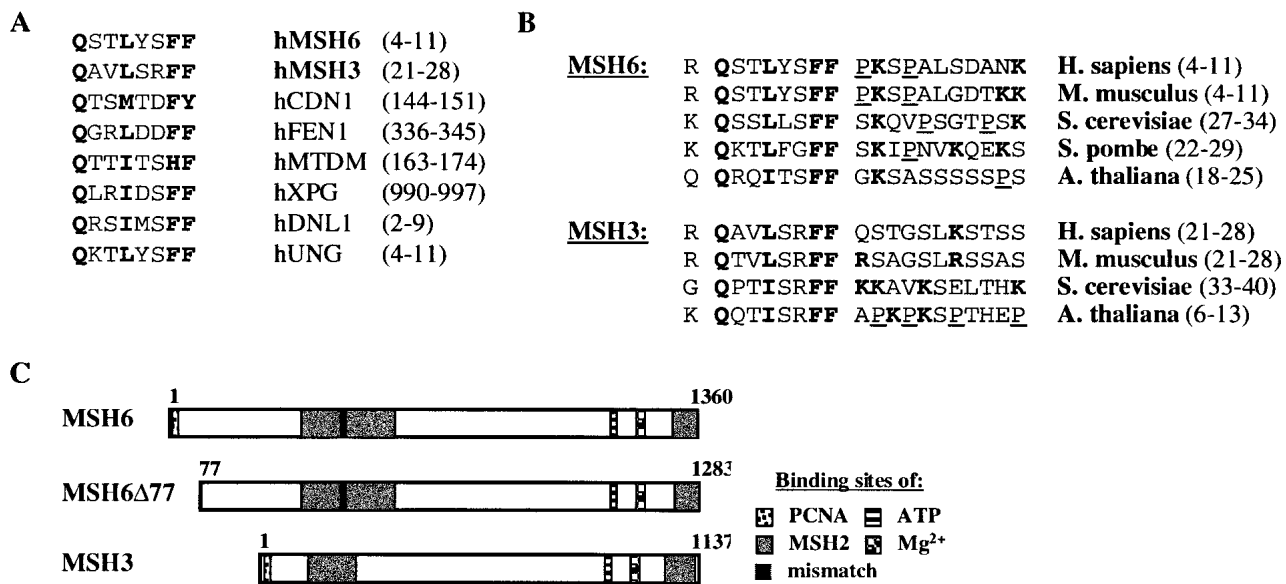 A
QSTLYSFF hMSH6 (4-11)
QAVLSRFF hMSH3 (21-28)
QTSMTDFY hCDN1 (144-151)
QGRLDDFF hFEN1 (336-345)
QTTITSHF hMTDM (163-174)
QLRIDSFF hXPG (990-997)
QRSIMSFF hDNL1 (2-9)
QKTLYSFF hUNG (4-11)
B
MSH6: R QSTLYSFF PKSPALSDANK H. sapiens (4-11)
R QSTLYSFF PKSPALGDTKK M. musculus (4-11)
K QSSLLSFF SKQVPSGTPSK S. cerevisiae (27-34)
K QKTLFGFF SKIPNVKQEKS S. pombe (22-29)
Q QRQITSFF GKSASSSSSPS A. thaliana (18-25)
MSH3: R QAVLSRFF QSTGSLKSTSS H. sapiens (21-28)
R QTVLSRFF RSAGSLRSSAS M. musculus (21-28)
G QPTISRFF KKAVKSELTHK S. cerevisiae (33-40)
K QQTISRFF APKPKSPTHEP A. thaliana (6-13)
C
1 1360
MSH6
77 1283
MSH6Δ77
1 1137
MSH3
Binding sites of:
PCNA ATP
MSH2 Mg2+
mismatch